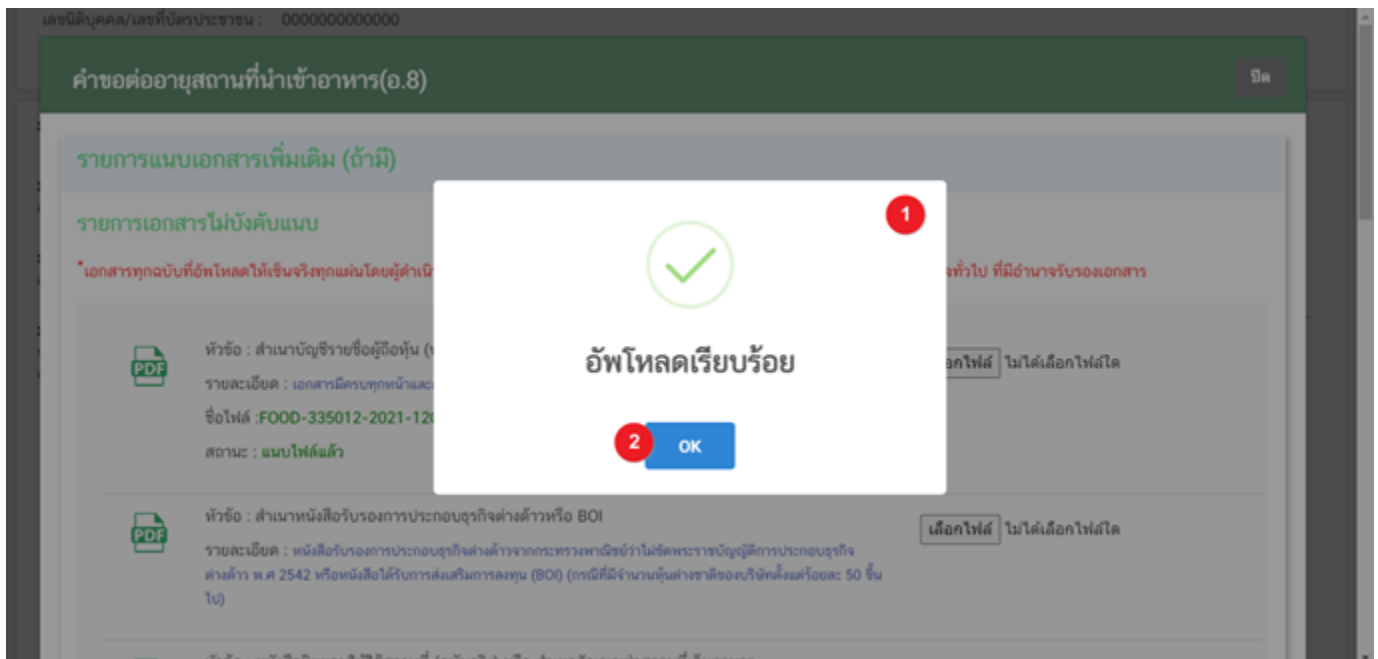 เลขนิติบุคคล/เลขที่บัตรประชาชน : 0000000000000
คำขอต่ออายุสถานที่นำเข้าอาหาร(อ.8)
ปิด
รายการแนบเอกสารเพิ่มเติม (ถ้ามี)
รายการเอกสารไม่บังคับแนบ
1
*เอกสารทุกฉบับที่อัพโหลดให้เซ็นจริงทุกแผ่นโดยผู้ดำเนิ
ทั่วไป ที่มีอำนาจรับรองเอกสาร
PDF
หัวข้อ : สำเนาบัญชีรายชื่อผู้ถือหุ้น
รายละเอียด : เอกสารมีครบทุกหน้าและ
ชื่อไฟล์ :FOOD-335012-2021-120
สถานะ : แนบไฟล์แล้ว
ไฟล์ ไม่ได้เลือกไฟล์ใด
อัพโหลดเรียบร้อย
2
OK
PDF
หัวข้อ : สำเนาหนังสือรับรองการประกอบธุรกิจต่างด้าวหรือ BOI
เลือกไฟล์ ไม่ได้เลือกไฟล์ใด
รายละเอียด : หนังสือรับรองการประกอบธุรกิจต่างด้าวจากกระทรวงพาณิชย์ว่าไม่ขัดพระราชบัญญัติการประกอบธุรกิจ
ต่างด้าว พ.ศ 2542 หรือหนังสือได้รับการส่งเสริมการลงทุน (BOI) (กรณีที่มีจำนวนหุ้นต่างชาติของบริษัทตั้งแต่ร้อยละ 50 ขึ้น
ไป)